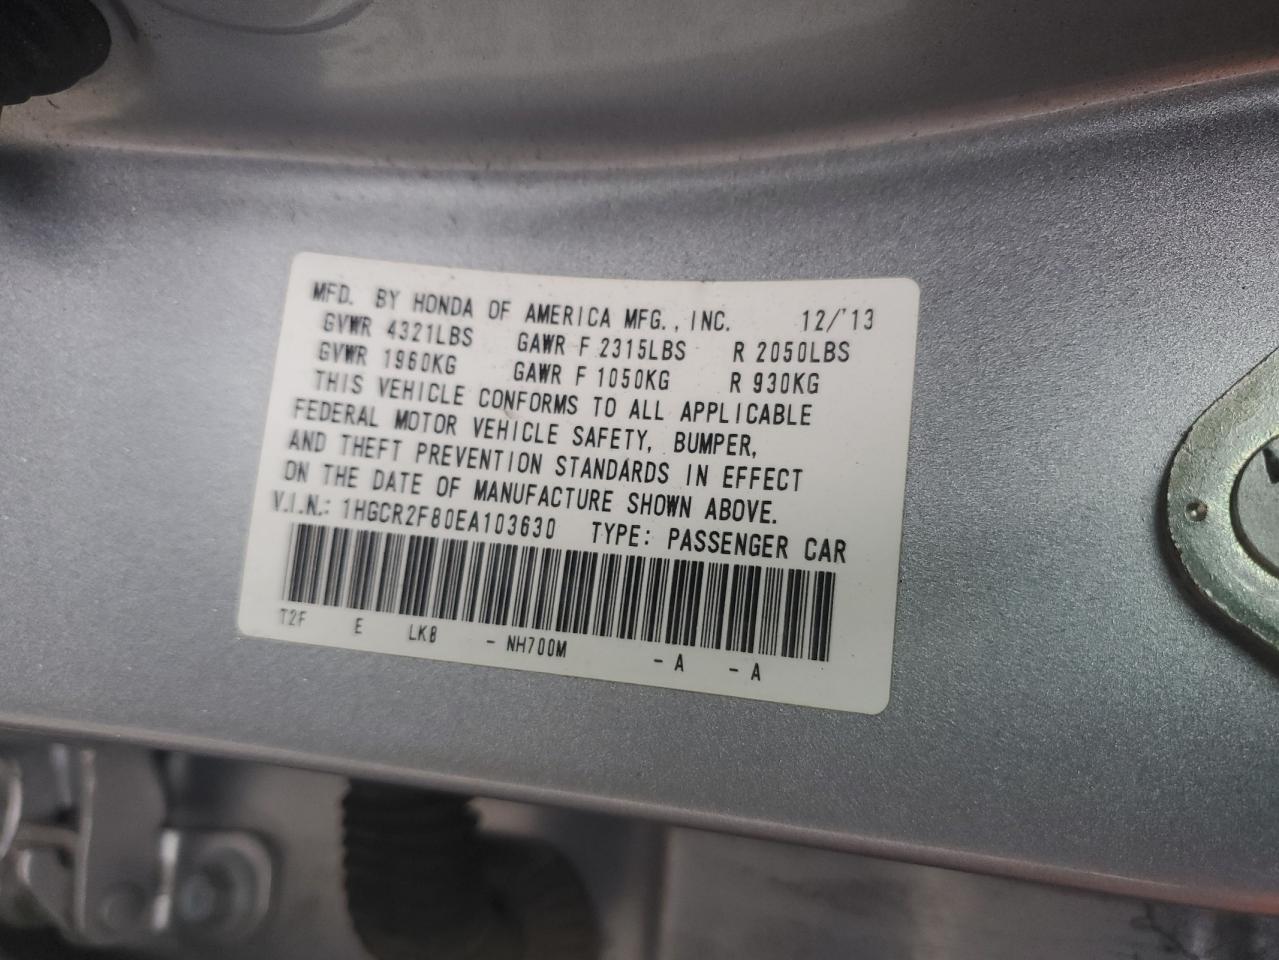 MFD. BY HONDA OF AMERICA MFG., INC. 12/'13
GVWR 4321LBS GAWR F 2315LBS R 2050LBS
GVWR 1960KG GAWR F 1050KG R 930KG
THIS VEHICLE CONFORMS TO ALL APPLICABLE
FEDERAL MOTOR VEHICLE SAFETY, BUMPER,
AND THEFT PREVENTION STANDARDS IN EFFECT
ON THE DATE OF MANUFACTURE SHOWN ABOVE.
V.I.N.: 1HGCR2F80EA103630 TYPE: PASSENGER CAR
T2F E LKB - NH700M - A - A